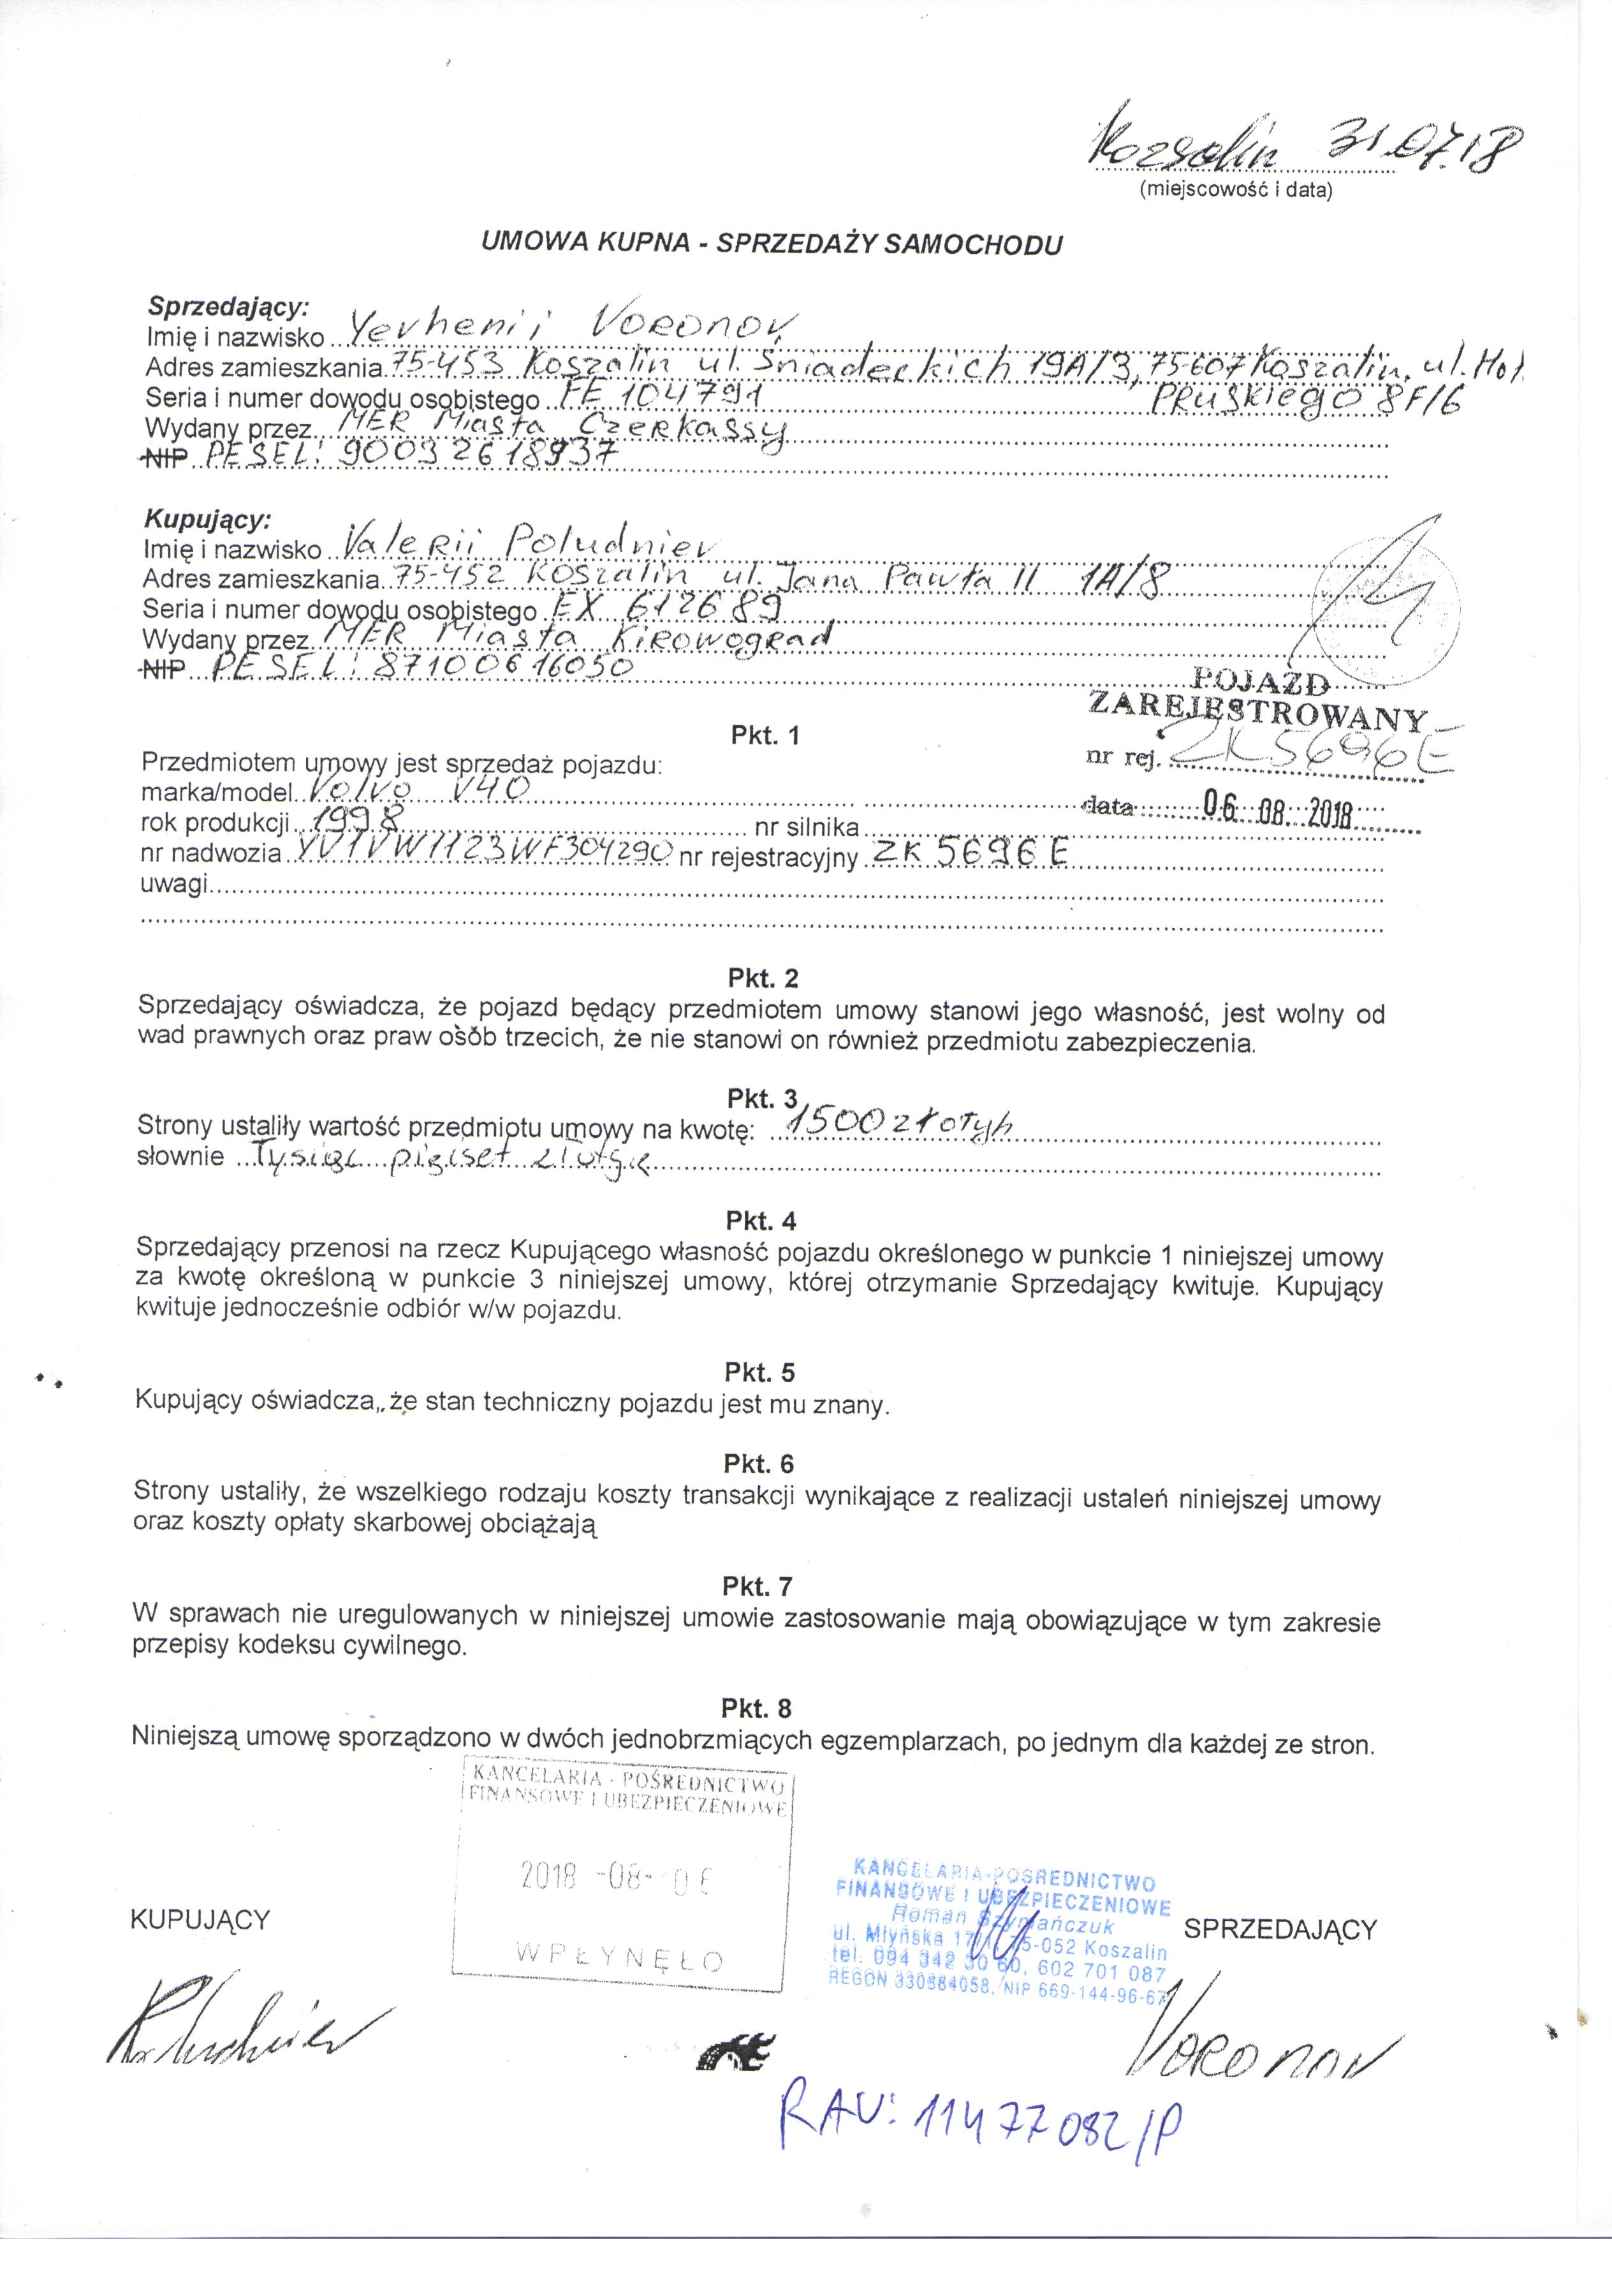 Kozsalin 31.07.18
(miejscowość i data)
UMOWA KUPNA - SPRZEDAŻY SAMOCHODU
Sprzedający:
Imię i nazwisko Yevhenii Voronov
Adres zamieszkania 75-453 Koszalin ul. Śniadeckich 19A/3, 75-607 Koszalin, ul. Hoł
Seria i numer dowodu osobistego FE 104791 PRuskiego 8F/6
Wydany przez MER Miasta Czerkassy
NIP PESEL: 90032618937
Kupujący:
Imię i nazwisko Valerii Poludniev
Adres zamieszkania 75-452 Koszalin ul. Jana Pawła II 1A/8
Seria i numer dowodu osobistego EX 612689
Wydany przez MER Miasta Kirowograd
NIP PESEL: 87100616050
POJAZD
ZAREJESTROWANY
Pkt. 1
nr rej. ZK5696E
Przedmiotem umowy jest sprzedaż pojazdu:
marka/model Volvo V40
data 06 08 2018
rok produkcji 1998 nr silnika
nr nadwozia YV1VW1123WF304290 nr rejestracyjny ZK 5696E
uwagi
Pkt. 2
Sprzedający oświadcza, że pojazd będący przedmiotem umowy stanowi jego własność, jest wolny od
wad prawnych oraz praw osób trzecich, że nie stanowi on również przedmiotu zabezpieczenia.
Pkt. 3
Strony ustaliły wartość przedmiotu umowy na kwotę: 1500 złotyh
słownie Tysiąc pięiset
Pkt. 4
Sprzedający przenosi na rzecz Kupującego własność pojazdu określonego w punkcie 1 niniejszej umowy
za kwotę określoną w punkcie 3 niniejszej umowy, której otrzymanie Sprzedający kwituje. Kupujący
kwituje jednocześnie odbiór w/w pojazdu.
Pkt. 5
Kupujący oświadcza, że stan techniczny pojazdu jest mu znany.
Pkt. 6
Strony ustaliły, że wszelkiego rodzaju koszty transakcji wynikające z realizacji ustaleń niniejszej umowy
oraz koszty opłaty skarbowej obciążają
Pkt. 7
W sprawach nie uregulowanych w niniejszej umowie zastosowanie mają obowiązujące w tym zakresie
przepisy kodeksu cywilnego.
Pkt. 8
Niniejszą umowę sporządzono w dwóch jednobrzmiących egzemplarzach, po jednym dla każdej ze stron.
KANCELARIA - POŚREDNICTWO
FINANSOWE I UBEZPIECZENIOWE
2018 -08- 06
WPŁYNĘŁO
KANCELARIA-POŚREDNICTWO
FINANSOWE I UBEZPIECZENIOWE
Roman Szymańczuk
ul. Młyńska 17/1, 75-052 Koszalin
tel. 094 342 50 60, 602 701 087
REGON 330884058, NIP 669-144-96-67
KUPUJĄCY
SPRZEDAJĄCY
Poludniev
Voronov
RAU: 11477082/P